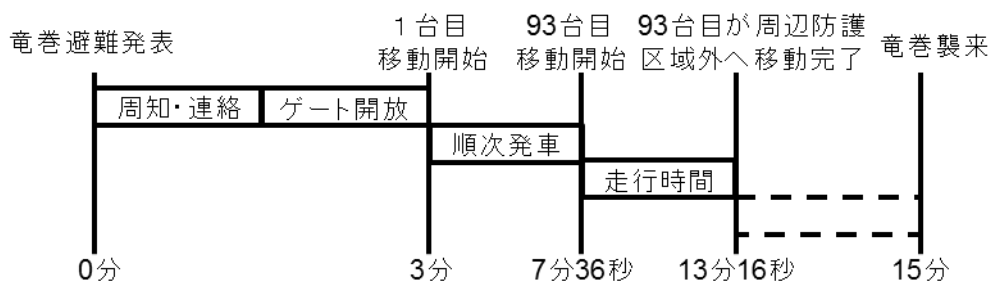 竜巻避難発表
1台目
移動開始
93台目
移動開始
93台目が周辺防護
区域外へ移動完了
竜巻襲来
周知・連絡
ゲート開放
順次発車
走行時間
0分
3分
7分36秒
13分16秒
15分